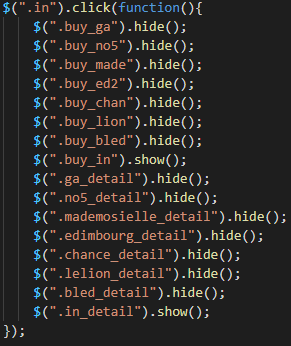 $(".in").click(function(){
    $(".buy_ga").hide();
    $(".buy_no5").hide();
    $(".buy_made").hide();
    $(".buy_ed2").hide();
    $(".buy_chan").hide();
    $(".buy_lion").hide();
    $(".buy_bled").hide();
    $(".buy_in").show();
    $(".ga_detail").hide();
    $(".no5_detail").hide();
    $(".mademosielle_detail").hide();
    $(".edimbourg_detail").hide();
    $(".chance_detail").hide();
    $(".lelion_detail").hide();
    $(".bled_detail").hide();
    $(".in_detail").show();
});